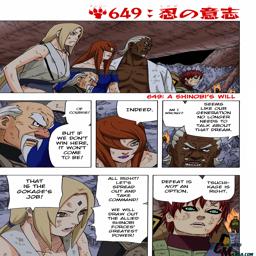 649：忍の意志
649: A SHINOBI'S WILL
SEEMS
LIKE OUR
GENERATION
NO LONGER
NEEDS TO
TALK ABOUT
THAT DREAM.
AM I
WRONG?
INDEED.
OF
COURSE!
BUT IF
WE DON'T
WIN HERE,
IT WON'T
COME TO
BE!
TSUCHI-
KAGE IS
RIGHT.
DEFEAT IS
NOT AN
OPTION.
ALL RIGHT!
LET'S
SPREAD
OUT AND
TAKE
COMMAND!
WE WILL
DRAW OUT
THE ALLIED
SHINOBI
FORCES'
GREATEST
POWER!
THAT IS
THE
GOKAGE'S
JOB!